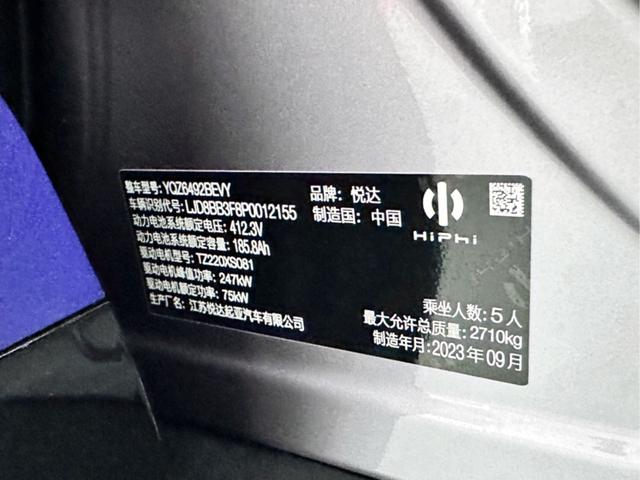 整车型号: YQZ6492BEVY
车辆识别代号: LJD8BB3F8P0012155
动力电池系统额定电压: 412.3V
动力电池系统额定容量: 185.8Ah
驱动电机型号: TZ220XS081
驱动电机峰值功率: 247kW
驱动电机额定功率: 75kW
生产厂名: 江苏悦达起亚汽车有限公司
品牌: 悦达
制造国: 中国
HiPhi
乘坐人数: 5人
最大允许总质量: 2710kg
制造年月: 2023年09月